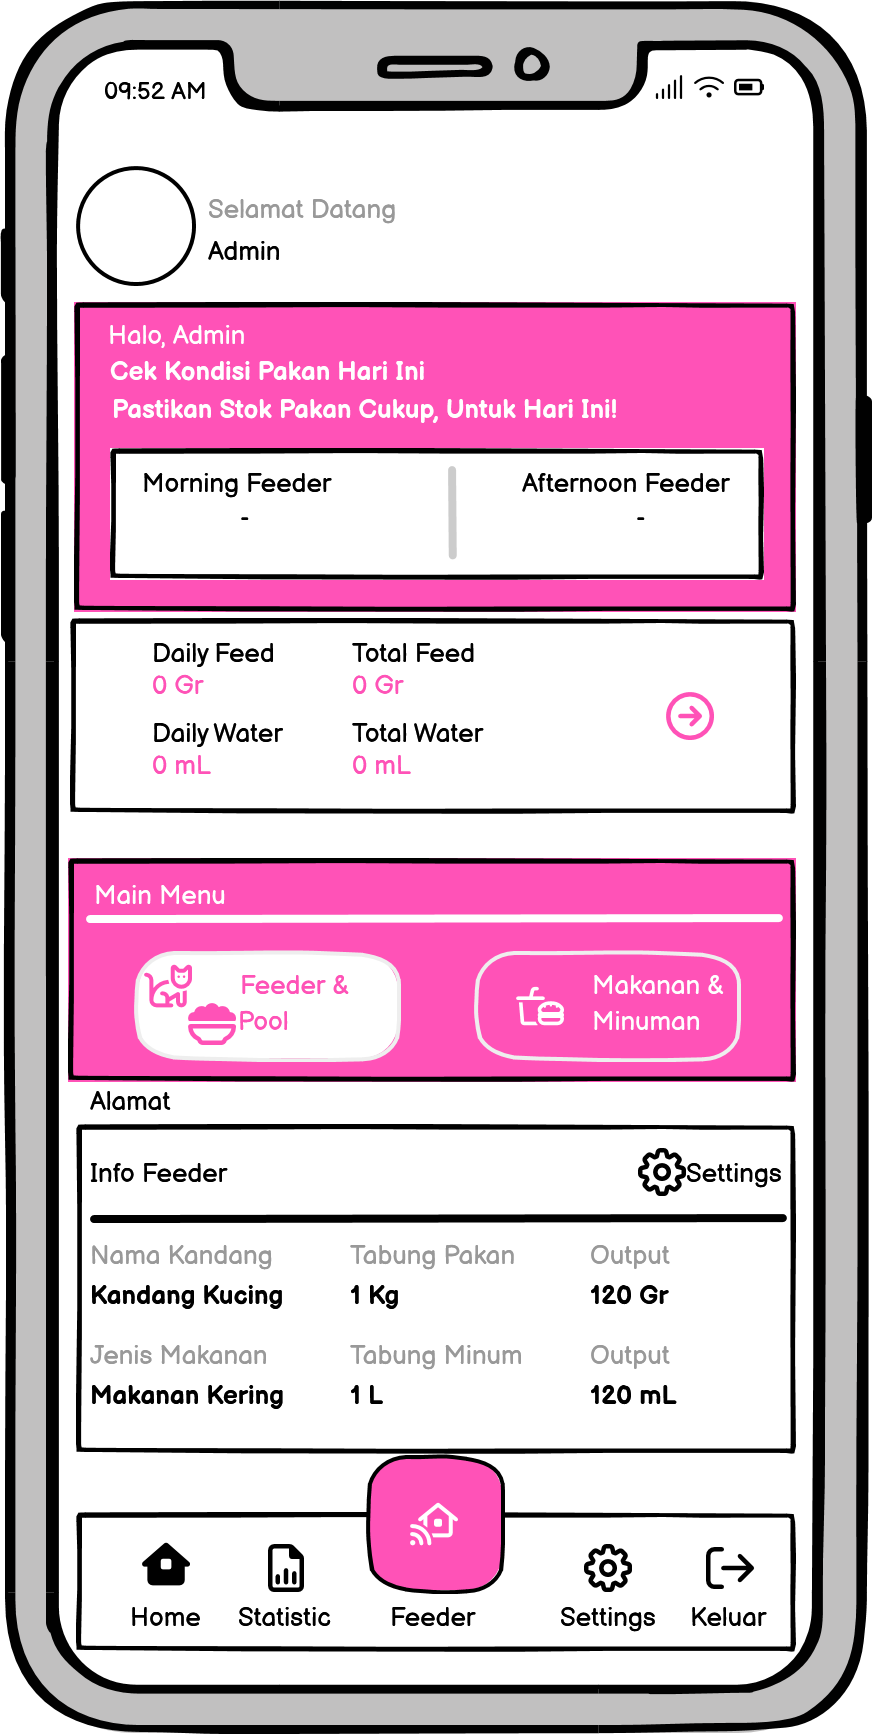 09:52 AM
Selamat Datang
Admin
Halo, Admin
Cek Kondisi Pakan Hari Ini
Pastikan Stok Pakan Cukup, Untuk Hari Ini!
Morning Feeder Afternoon Feeder
- -
Daily Feed Total Feed
0 Gr 0 Gr
Daily Water Total Water
0 mL 0 mL
Main Menu
Feeder & Makanan &
Pool Minuman
Alamat
Info Feeder Settings
Nama Kandang Tabung Pakan Output
Kandang Kucing 1 Kg 120 Gr
Jenis Makanan Tabung Minum Output
Makanan Kering 1 L 120 mL
Home Statistic Feeder Settings Keluar